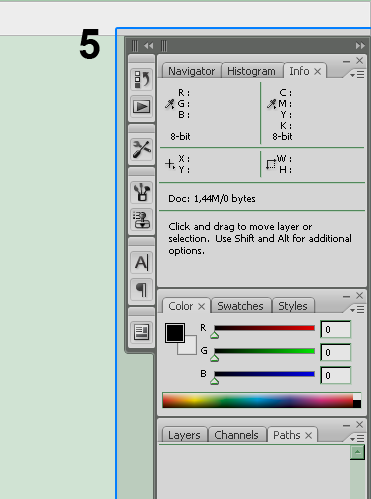 5
Navigator Histogram Info ×
R :
G :
B :
8-bit
C :
M :
Y :
K :
8-bit
X :
Y :
W :
H :
Doc: 1,44M/0 bytes
Click and drag to move layer or
selection. Use Shift and Alt for additional
options.
A
¶
Color × Swatches Styles
R 0
G 0
B 0
Layers Channels Paths ×